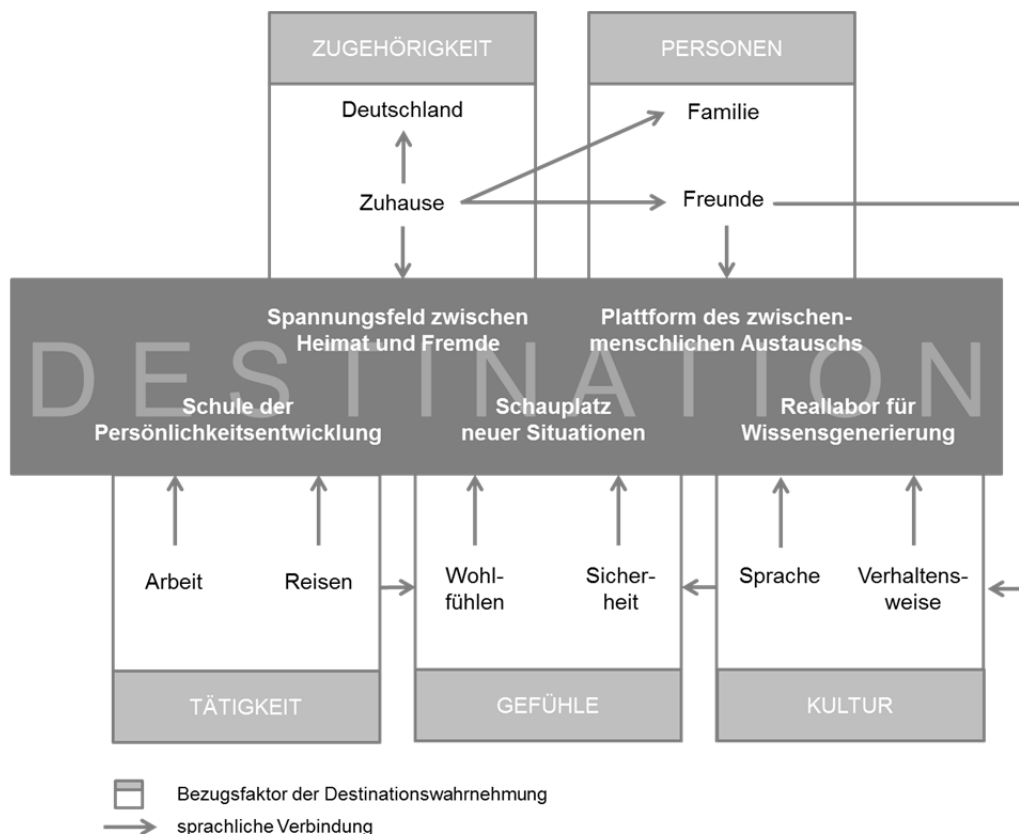 ZUGEHÖRIGKEIT
PERSONEN
Deutschland
Familie
Zuhause
Freunde
Spannungsfeld zwischen
Heimat und Fremde
Plattform des zwischen-
menschlichen Austauschs
DESTINATION
Schule der
Persönlichkeitsentwicklung
Schauplatz
neuer Situationen
Reallabor für
Wissensgenerierung
Arbeit
Reisen
Wohl-
fühlen
Sicher-
heit
Sprache
Verhaltens-
weise
TÄTIGKEIT
GEFÜHLE
KULTUR
Bezugsfaktor der Destinationswahrnehmung
sprachliche Verbindung